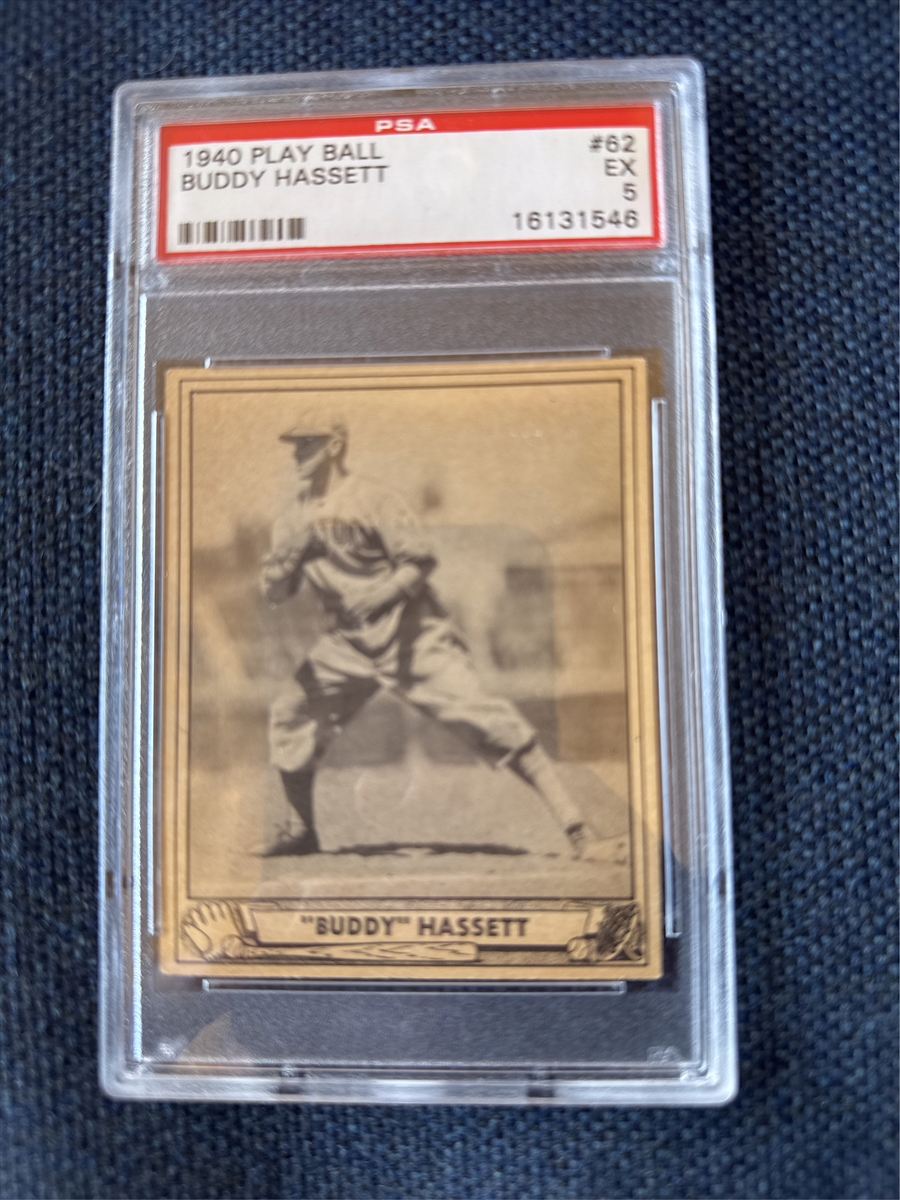 PSA
1940 PLAY BALL #62
BUDDY HASSETT EX
5
16131546
"BUDDY" HASSETT